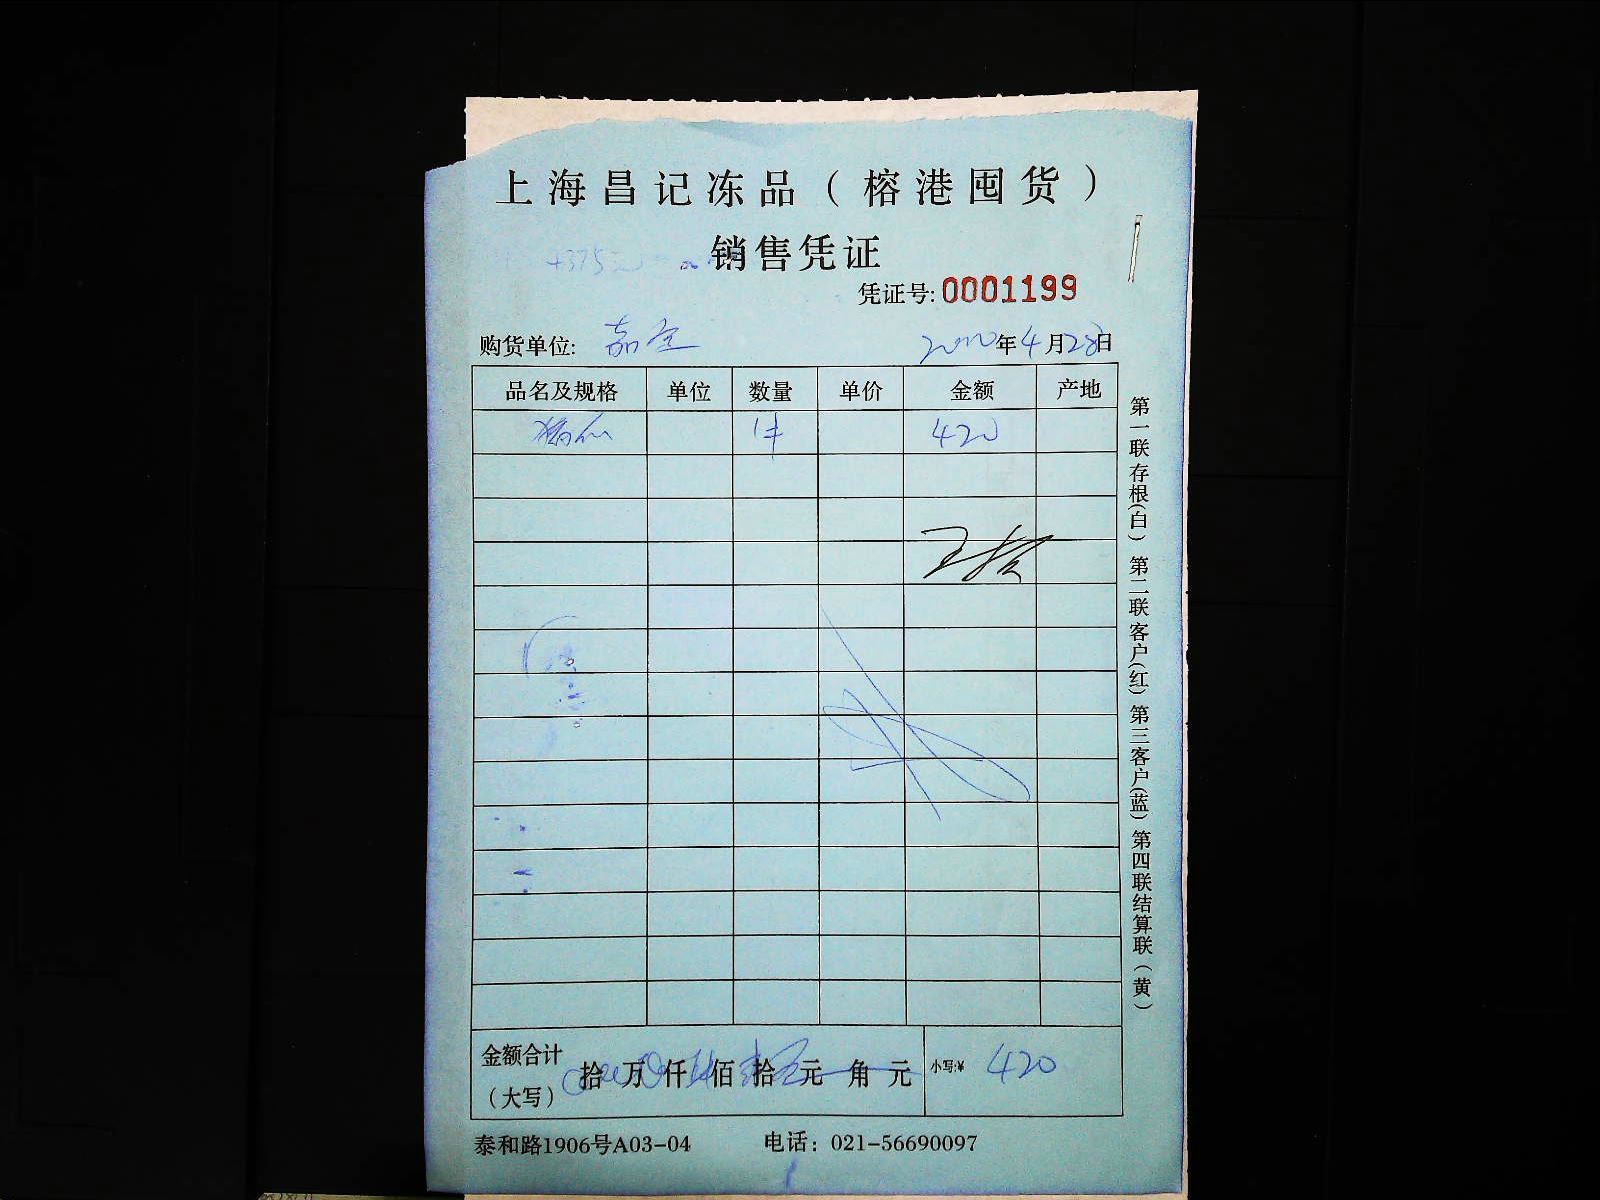 上海昌记冻品（榕港囤货）
销售凭证
凭证号:0001199
购货单位: 嘉全 年4月28日
品名及规格 单位 数量 单价 金额 产地
1件 420
金额合计（大写） 拾 万 仟 佰 拾 元 角 元 小写:¥ 420
泰和路1906号A03-04 电话：021-56690097
第一联存根(白) 第二联客户(红) 第三客户(蓝) 第四联结算联(黄)